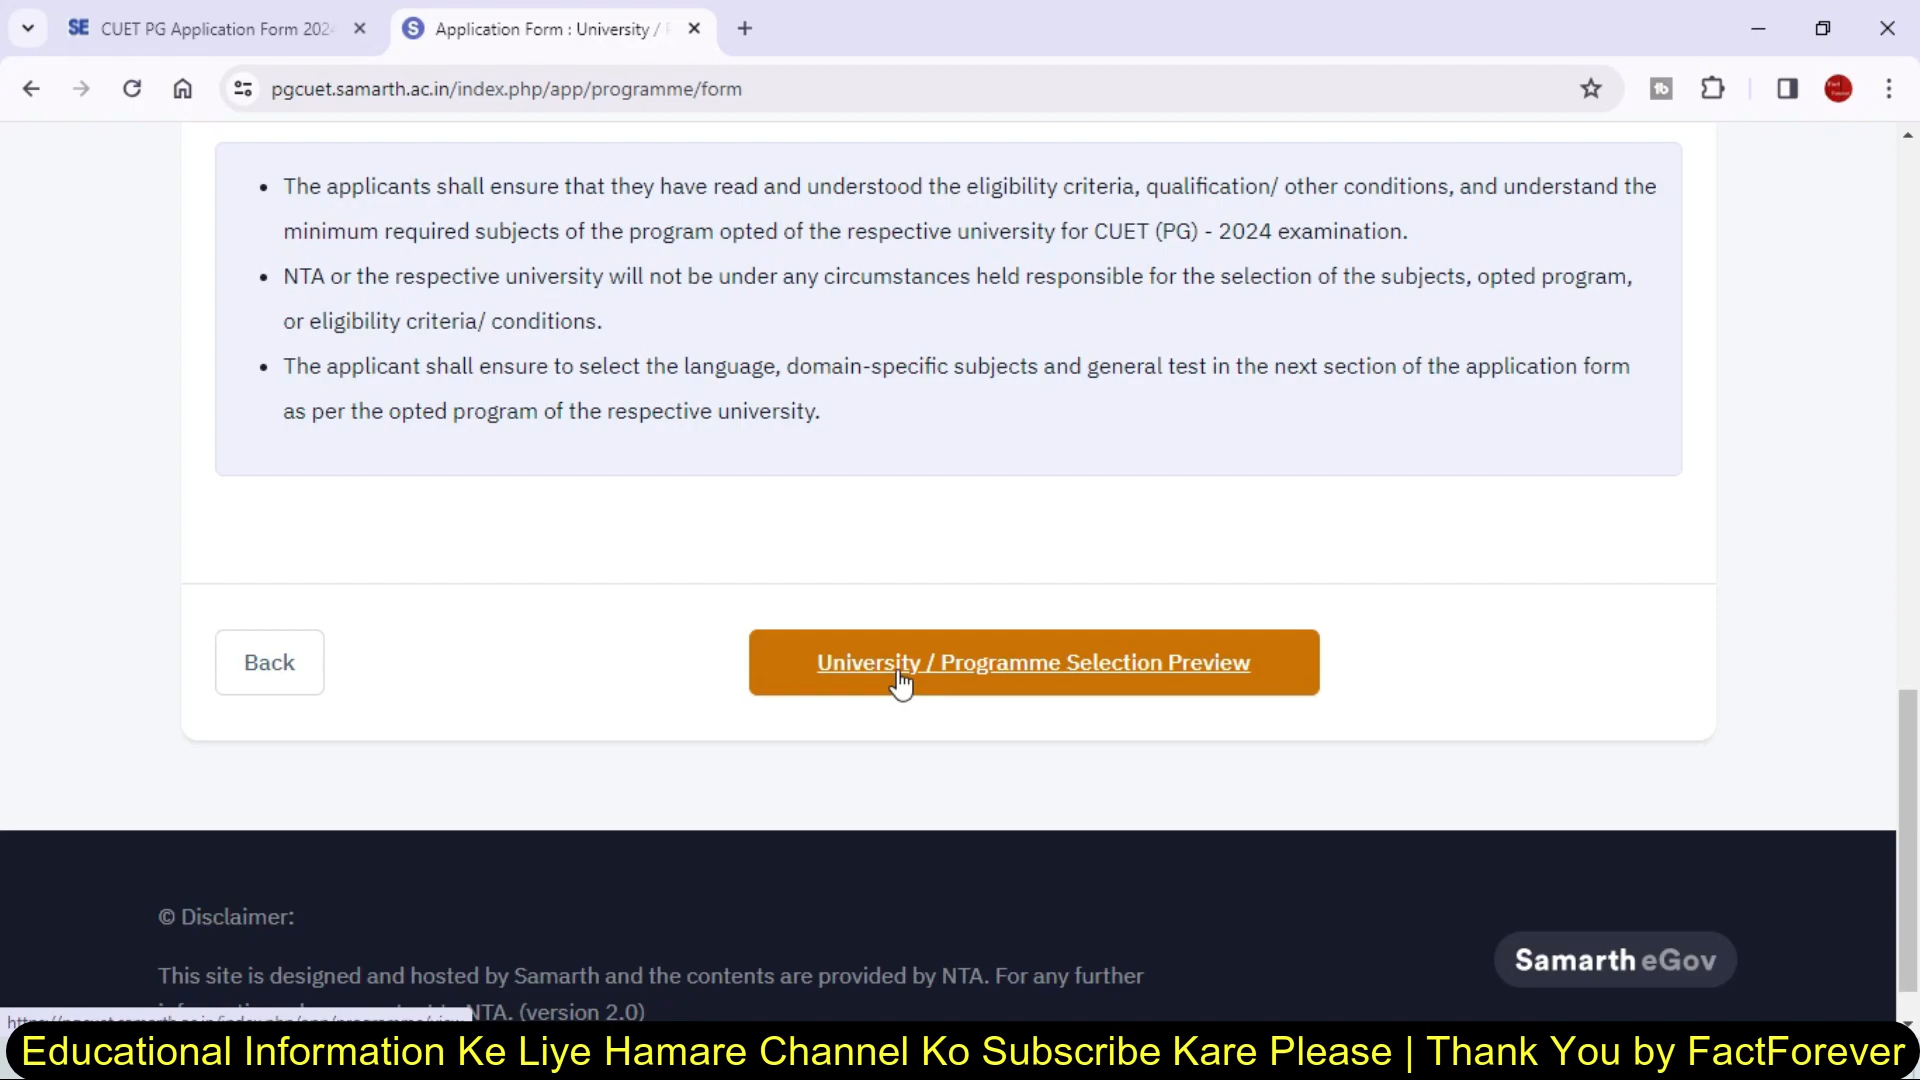 SE CUET PG Application Form 202
Application Form : University /
pgcuet.samarth.ac.in/index.php/app/programme/form
The applicants shall ensure that they have read and understood the eligibility criteria, qualification/ other conditions, and understand the
minimum required subjects of the program opted of the respective university for CUET (PG) - 2024 examination.
NTA or the respective university will not be under any circumstances held responsible for the selection of the subjects, opted program,
or eligibility criteria/ conditions.
The applicant shall ensure to select the language, domain-specific subjects and general test in the next section of the application form
as per the opted program of the respective university.
Back
University / Programme Selection Preview
© Disclaimer:
This site is designed and hosted by Samarth and the contents are provided by NTA. For any further
NTA. (version 2.0)
Samarth eGov
Educational Information Ke Liye Hamare Channel Ko Subscribe Kare Please | Thank You by FactForever